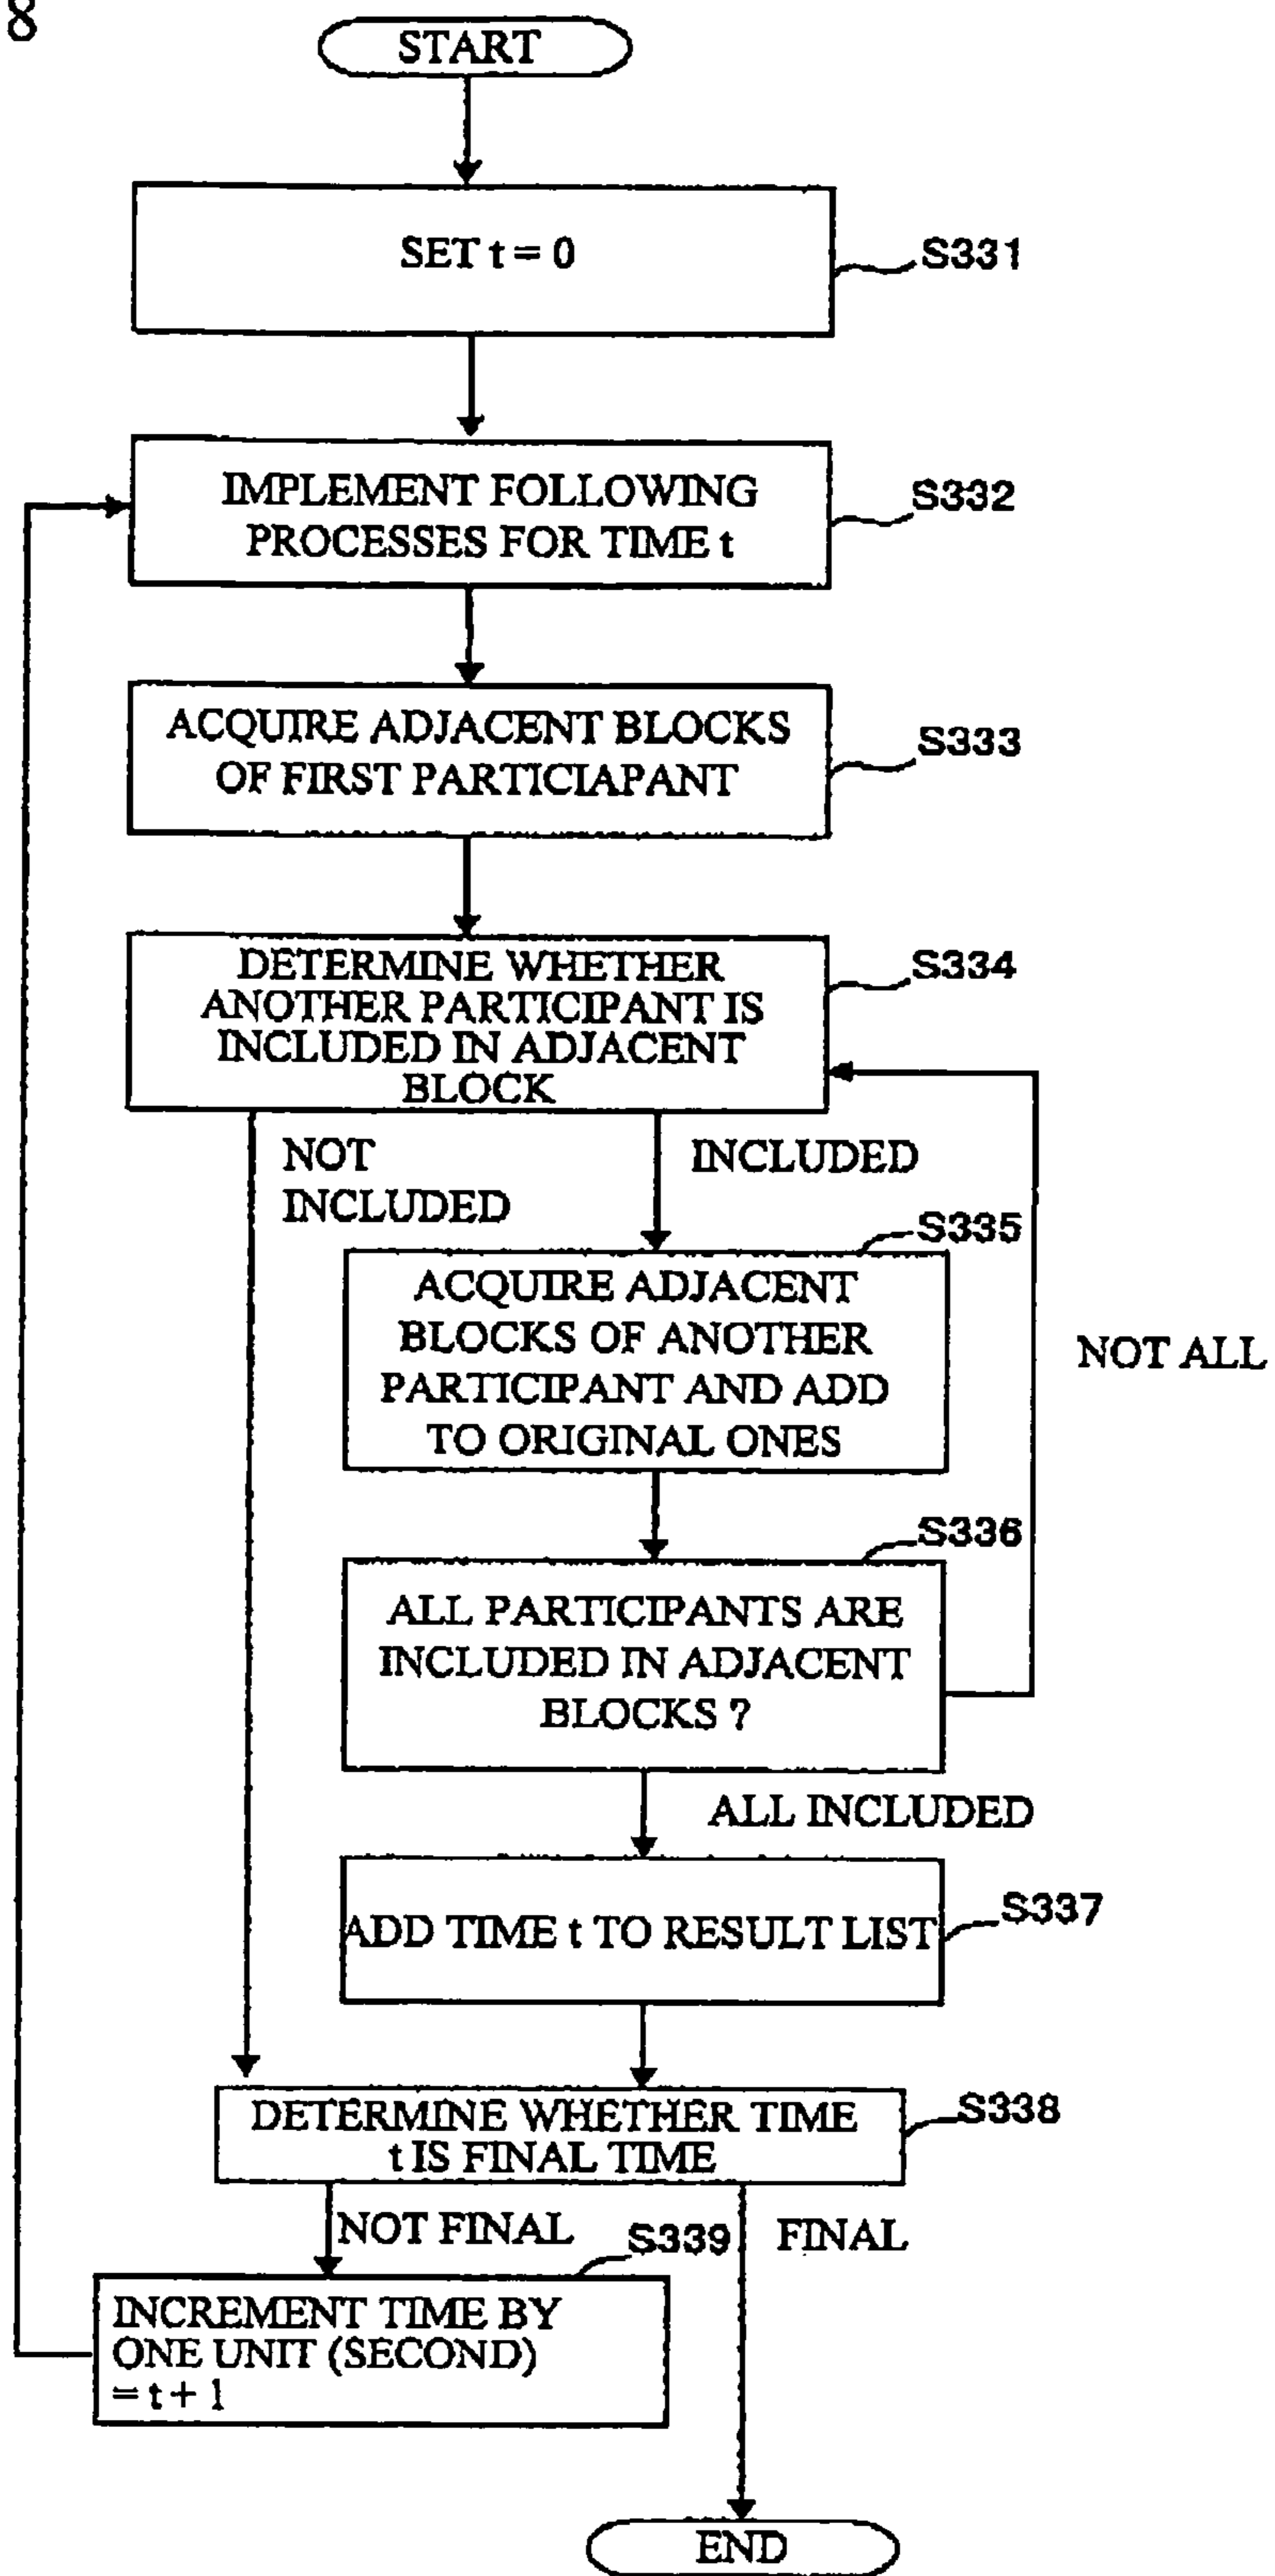 8
START
SET t = 0
S331
IMPLEMENT FOLLOWING
PROCESSES FOR TIME t
S332
ACQUIRE ADJACENT BLOCKS
OF FIRST PARTICIAPANT
S333
DETERMINE WHETHER
ANOTHER PARTICIPANT IS
INCLUDED IN ADJACENT
BLOCK
S334
NOT
INCLUDED
INCLUDED
S335
ACQUIRE ADJACENT
BLOCKS OF ANOTHER
PARTICIPANT AND ADD
TO ORIGINAL ONES
NOT ALL
S336
ALL PARTICIPANTS ARE
INCLUDED IN ADJACENT
BLOCKS ?
ALL INCLUDED
ADD TIME t TO RESULT LIST
S337
DETERMINE WHETHER TIME
t IS FINAL TIME
S338
NOT FINAL
S339
FINAL
INCREMENT TIME BY
ONE UNIT (SECOND)
= t + 1
END